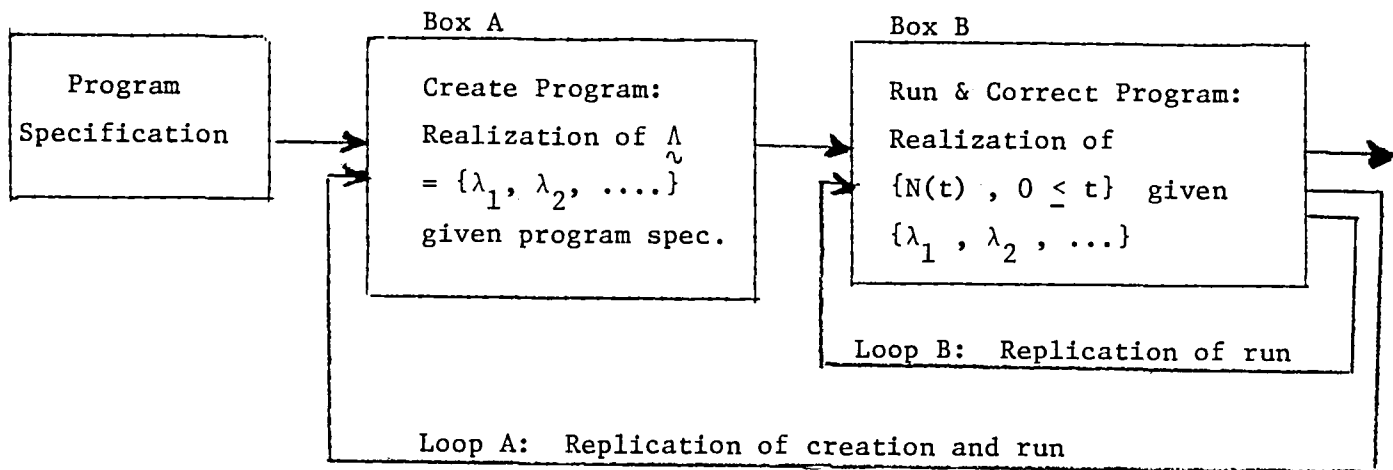 Program
Specification
Box A
Create Program:
Realization of Λ̰
= {λ₁, λ₂, ....}
given program spec.
Box B
Run & Correct Program:
Realization of
{N(t) , 0 ≤ t} given
{λ₁ , λ₂ , ...}
Loop B: Replication of run
Loop A: Replication of creation and run